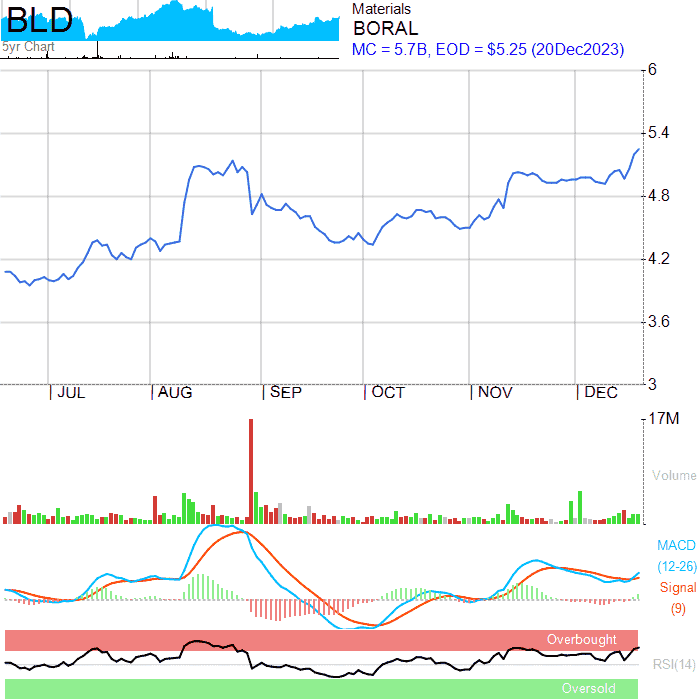 BLD
5yr Chart
Materials
BORAL
MC = 5.7B, EOD = $5.25 (20Dec2023)
6
5.4
4.8
4.2
3.6
3
JUL AUG SEP OCT NOV DEC
17M
Volume
MACD
(12-26)
Signal
(9)
Overbought
RSI(14)
Oversold